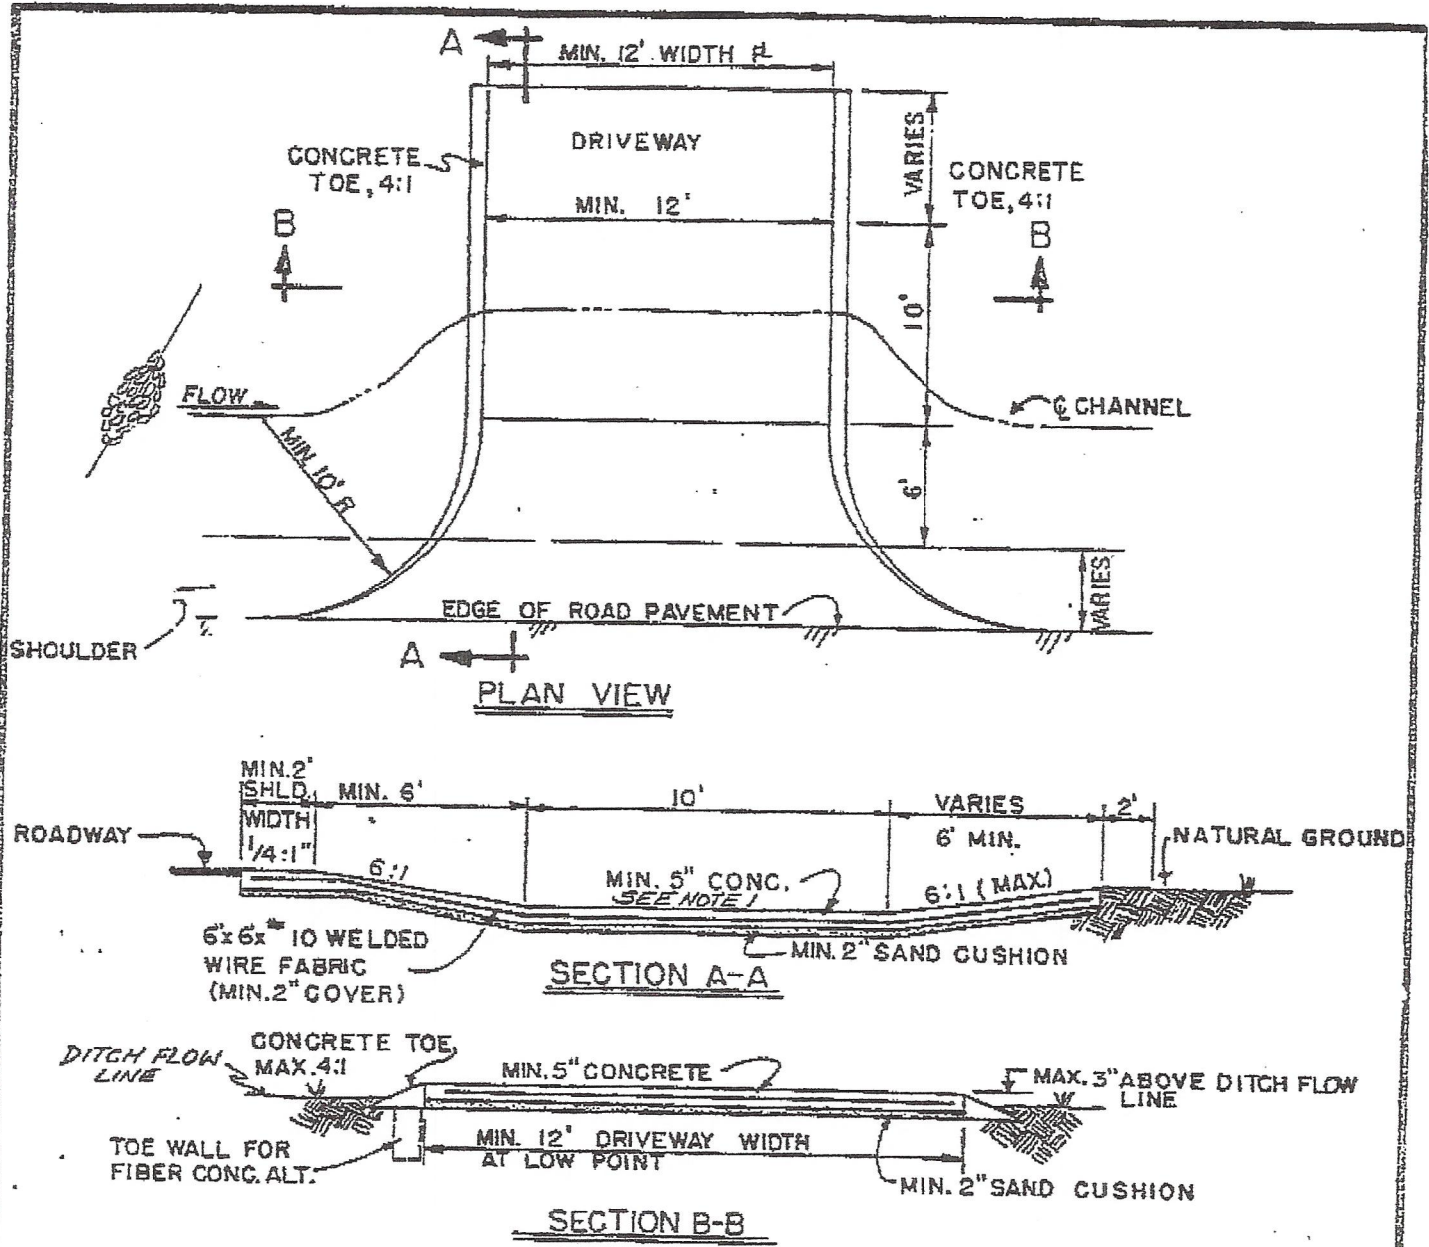 A
MIN. 12' WIDTH ⅊
DRIVEWAY
CONCRETE
TOE, 4:1
VARIES
CONCRETE
TOE, 4:1
MIN. 12'
B
B
10'
FLOW
℄ CHANNEL
MIN. 10' R
6'
VARIES
EDGE OF ROAD PAVEMENT
SHOULDER
A
PLAN VIEW
MIN. 2'
SHLD.
WIDTH
1/4:1"
MIN. 6'
10'
VARIES
6' MIN.
2'
ROADWAY
NATURAL GROUND
6:1
MIN. 5" CONC.
SEE NOTE 1
6:1 (MAX.)
6"x6"x#10 WELDED
WIRE FABRIC
(MIN. 2" COVER)
MIN. 2" SAND CUSHION
SECTION A-A
DITCH FLOW
LINE
CONCRETE TOE,
MAX. 4:1
MIN. 5" CONCRETE
MAX. 3" ABOVE DITCH FLOW
LINE
TOE WALL FOR
FIBER CONC. ALT.
MIN. 12' DRIVEWAY WIDTH
AT LOW POINT
MIN. 2" SAND CUSHION
SECTION B-B